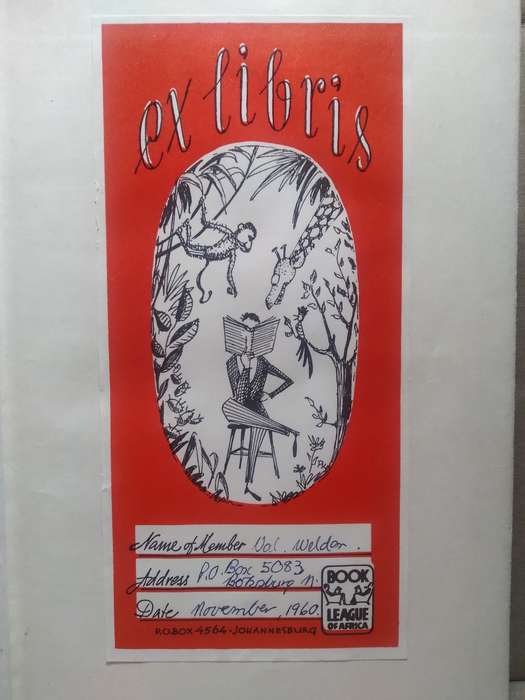 ex libris
Name of Member Val. Weldon.
Address P.O. Box 5083
Boksburg N.
Date November, 1960.
P.O. BOX 4564 · JOHANNESBURG
BOOK
LEAGUE
OF AFRICA